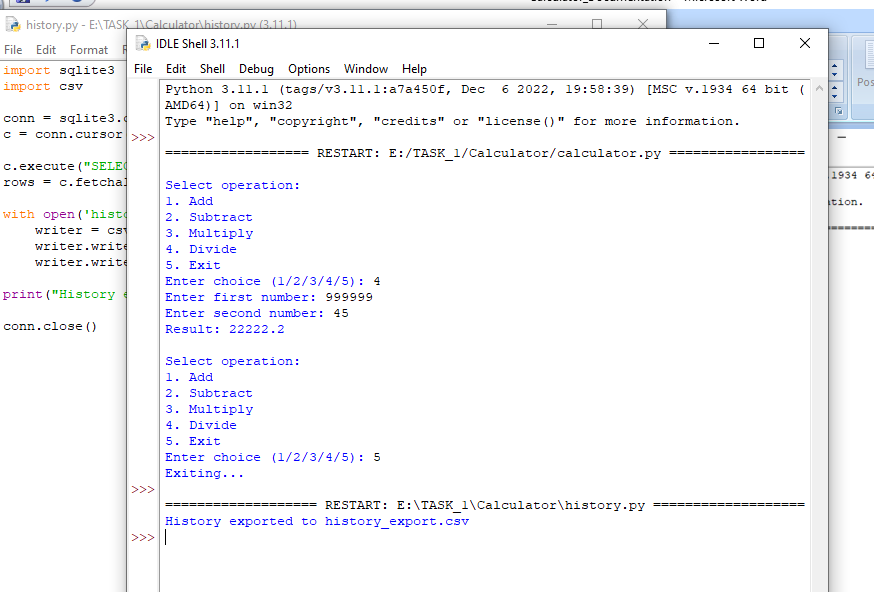 history.py - E:\TASK_1\Calculator\history.py (3.11.1)
File Edit Format
import sqlite3
import csv
conn = sqlite3.
c = conn.cursor
c.execute("SELEC
rows = c.fetchal
with open('histo
writer = csv
writer.write
writer.write
print("History e
conn.close()
IDLE Shell 3.11.1
File Edit Shell Debug Options Window Help
Python 3.11.1 (tags/v3.11.1:a7a450f, Dec  6 2022, 19:58:39) [MSC v.1934 64 bit (
AMD64)] on win32
Type "help", "copyright", "credits" or "license()" for more information.
>>>
================== RESTART: E:/TASK_1/Calculator/calculator.py =================
Select operation:
1. Add
2. Subtract
3. Multiply
4. Divide
5. Exit
Enter choice (1/2/3/4/5): 4
Enter first number: 999999
Enter second number: 45
Result: 22222.2
Select operation:
1. Add
2. Subtract
3. Multiply
4. Divide
5. Exit
Enter choice (1/2/3/4/5): 5
Exiting...
>>>
=================== RESTART: E:\TASK_1\Calculator\history.py ===================
History exported to history_export.csv
>>>